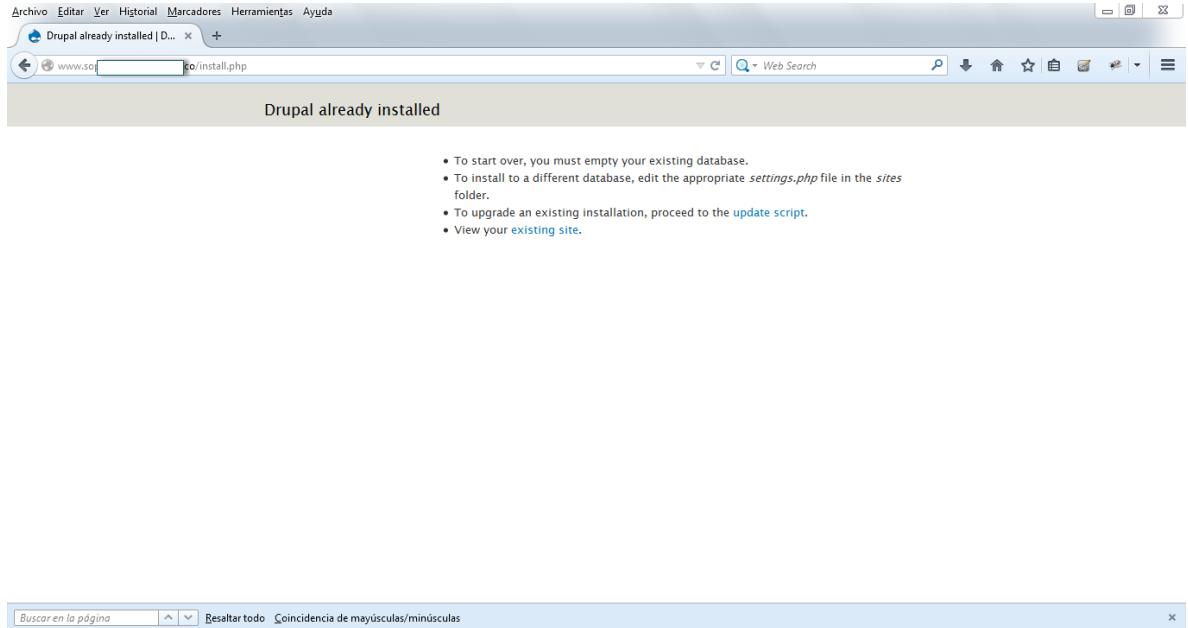 Archivo Editar Ver Historial Marcadores Herramientas Ayuda
Drupal already installed | D...
www.sop co/install.php
Web Search
Drupal already installed
To start over, you must empty your existing database.
To install to a different database, edit the appropriate settings.php file in the sites
folder.
To upgrade an existing installation, proceed to the update script.
View your existing site.
Buscar en la página Resaltar todo Coincidencia de mayúsculas/minúsculas